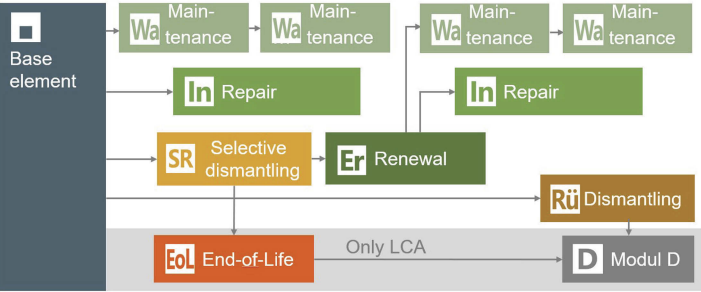 Base
element
Wa Main-
tenance
Wa Main-
tenance
Wa Main-
tenance
Wa Main-
tenance
In Repair
In Repair
SR Selective
dismantling
Er Renewal
Rü Dismantling
EoL End-of-Life
Only LCA
D Modul D